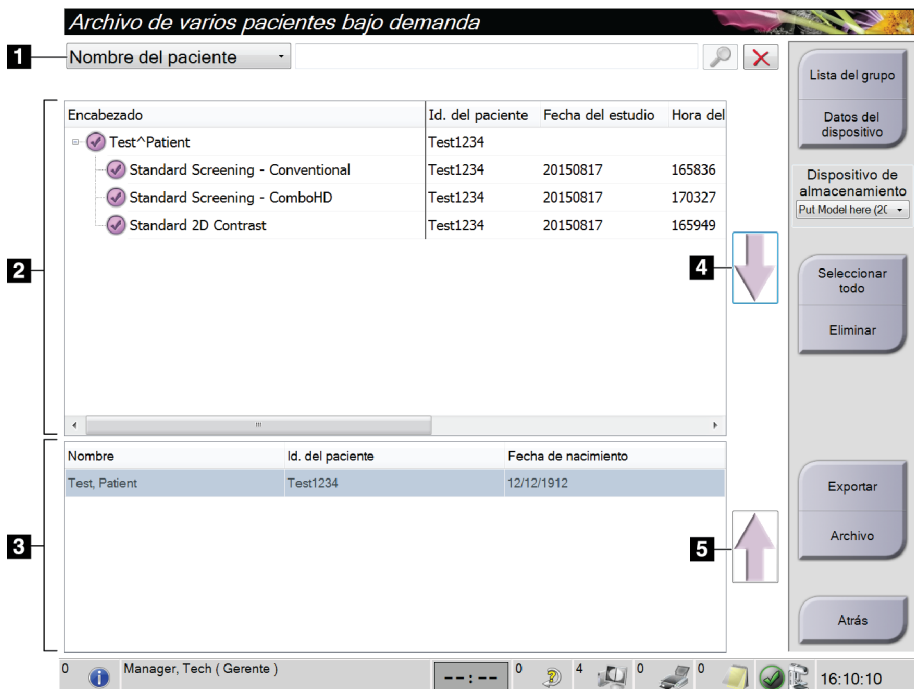 Archivo de varios pacientes bajo demanda
1
Nombre del paciente
2
Encabezado Id. del paciente Fecha del estudio Hora del
Test^Patient Test1234
Standard Screening - Conventional Test1234 20150817 165836
Standard Screening - ComboHD Test1234 20150817 170327
Standard 2D Contrast Test1234 20150817 165949
4
3
Nombre Id. del paciente Fecha de nacimiento
Test, Patient Test1234 12/12/1912
5
Lista del grupo
Datos del
dispositivo
Dispositivo de
almacenamiento
Put Model here (2(
Seleccionar
todo
Eliminar
Exportar
Archivo
Atrás
0 Manager, Tech ( Gerente ) --:-- 0 4 0 0 16:10:10